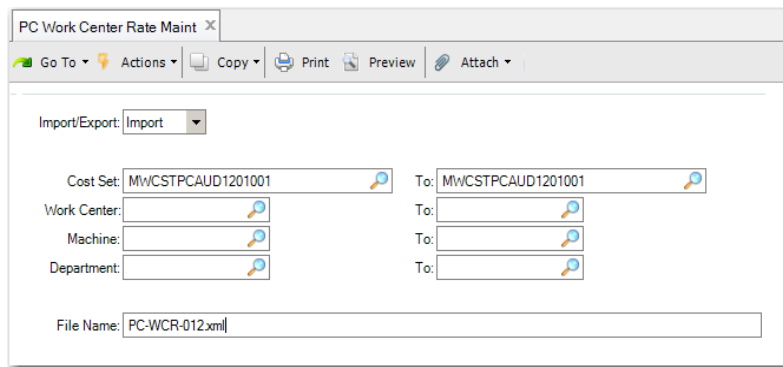 PC Work Center Rate Maint X
Go To Actions Copy Print Preview Attach
Import/Export: Import
Cost Set: MWCSTPCAUD1201001 To: MWCSTPCAUD1201001
Work Center: To:
Machine: To:
Department: To:
File Name: PC-WCR-012.xml